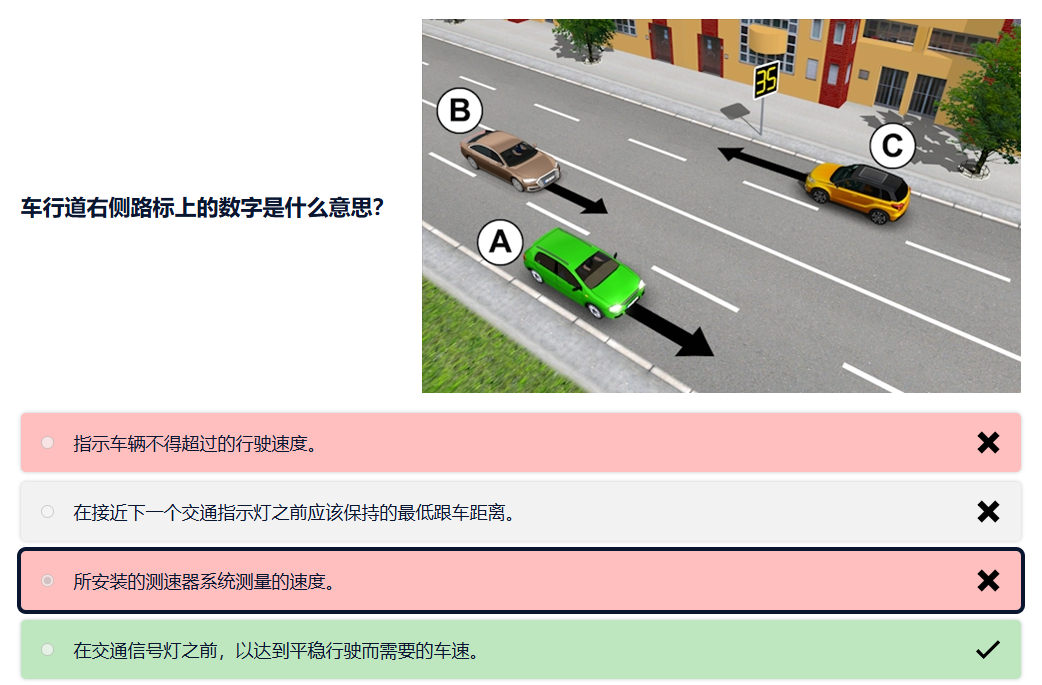 车行道右侧路标上的数字是什么意思？
35
B
C
A
指示车辆不得超过的行驶速度。
在接近下一个交通指示灯之前应该保持的最低跟车距离。
所安装的测速器系统测量的速度。
在交通信号灯之前，以达到平稳行驶而需要的车速。